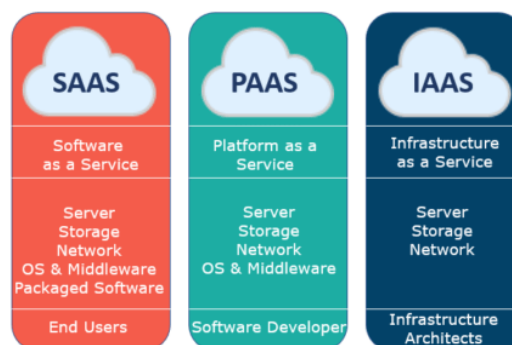 SAAS
Software
as a Service
Server
Storage
Network
OS & Middleware
Packaged Software
End Users
PAAS
Platform as a
Service
Server
Storage
Network
OS & Middleware
Software Developer
IAAS
Infrastructure
as a Service
Server
Storage
Network
Infrastructure
Architects